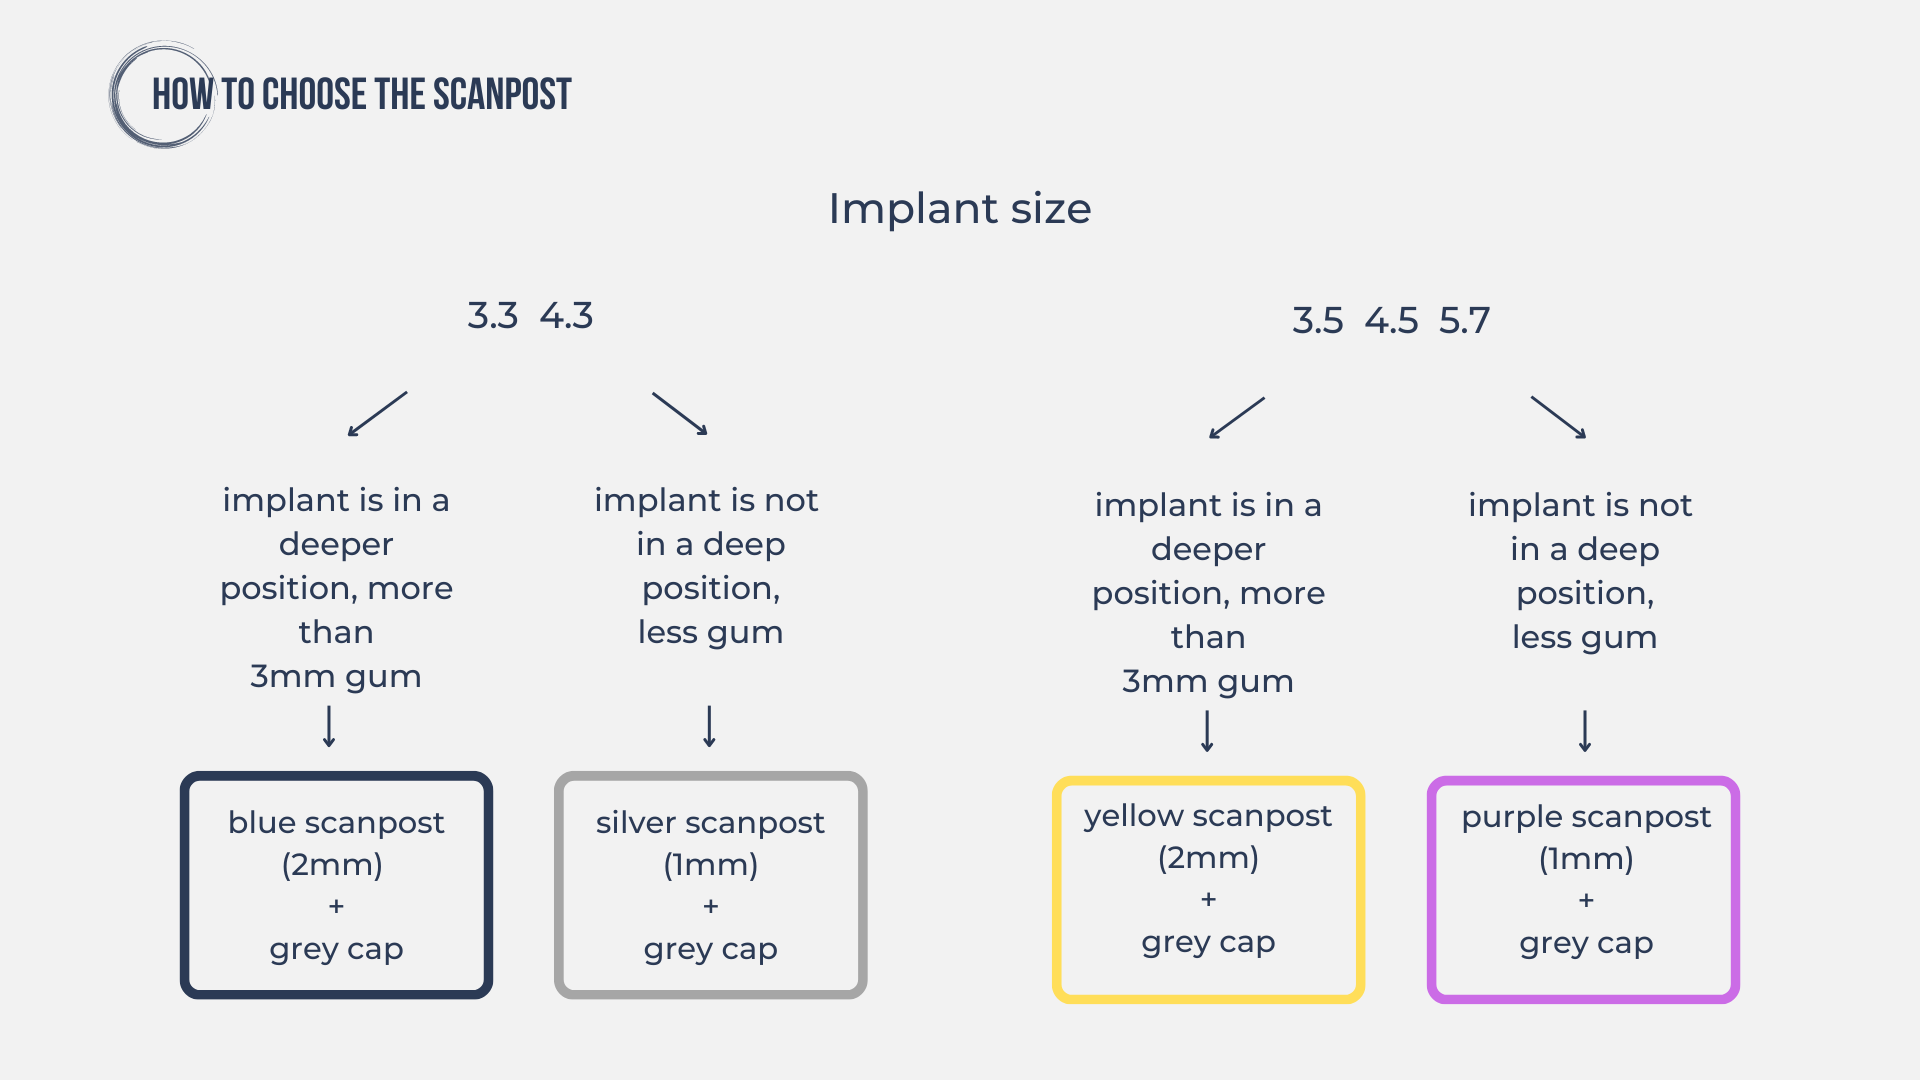 HOW TO CHOOSE THE SCANPOST
Implant size
3.3 4.3
implant is in a
deeper
position, more
than
3mm gum
blue scanpost
(2mm)
+
grey cap
implant is not
in a deep
position,
less gum
silver scanpost
(1mm)
+
grey cap
3.5 4.5 5.7
implant is in a
deeper
position, more
than
3mm gum
yellow scanpost
(2mm)
+
grey cap
implant is not
in a deep
position,
less gum
purple scanpost
(1mm)
+
grey cap